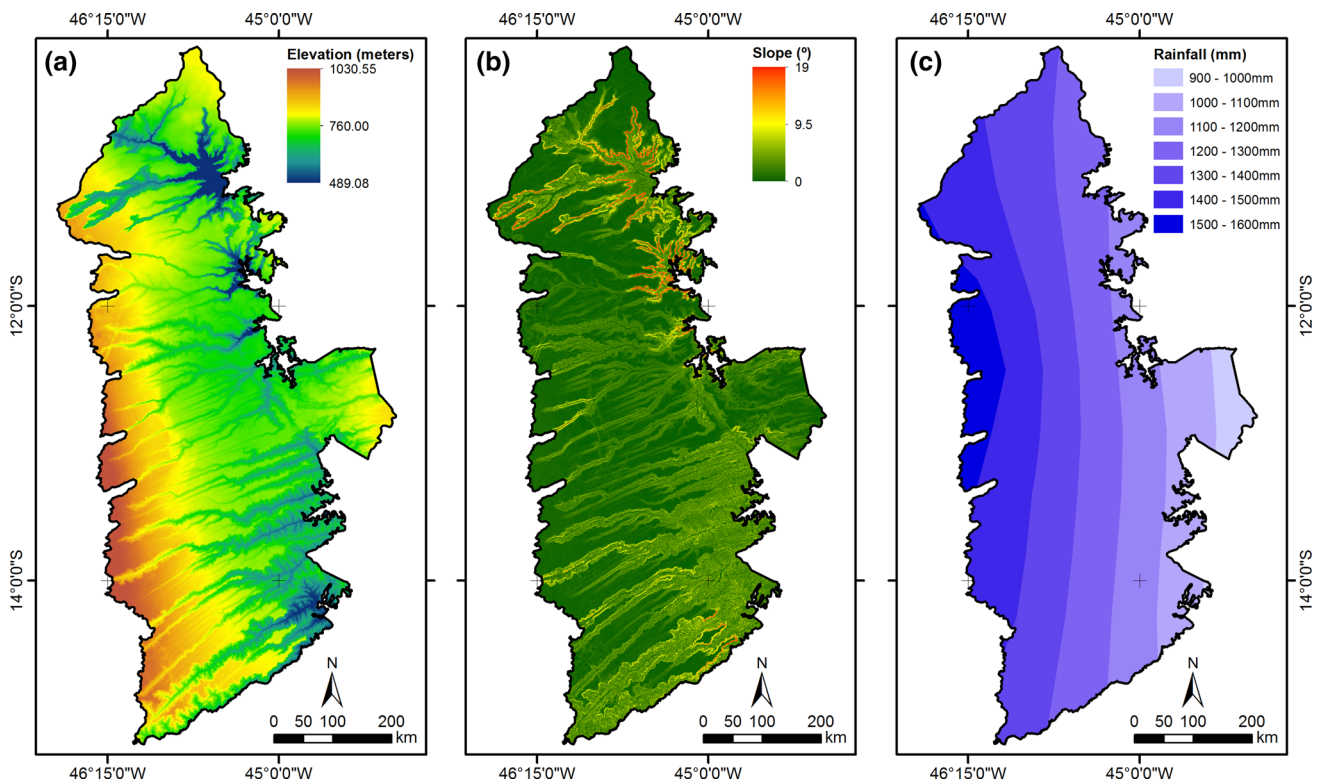 46°15'0"W 45°0'0"W 46°15'0"W 45°0'0"W 46°15'0"W 45°0'0"W
(a)
Elevation (meters)
1030.55
760.00
489.08
12°0'0"S
14°0'0"S
N
0 50 100 200
km
(b)
Slope (º)
19
9.5
0
N
0 50 100 200
km
(c)
Rainfall (mm)
900 - 1000mm
1000 - 1100mm
1100 - 1200mm
1200 - 1300mm
1300 - 1400mm
1400 - 1500mm
1500 - 1600mm
12°0'0"S
14°0'0"S
N
0 50 100 200
km
46°15'0"W 45°0'0"W 46°15'0"W 45°0'0"W 46°15'0"W 45°0'0"W